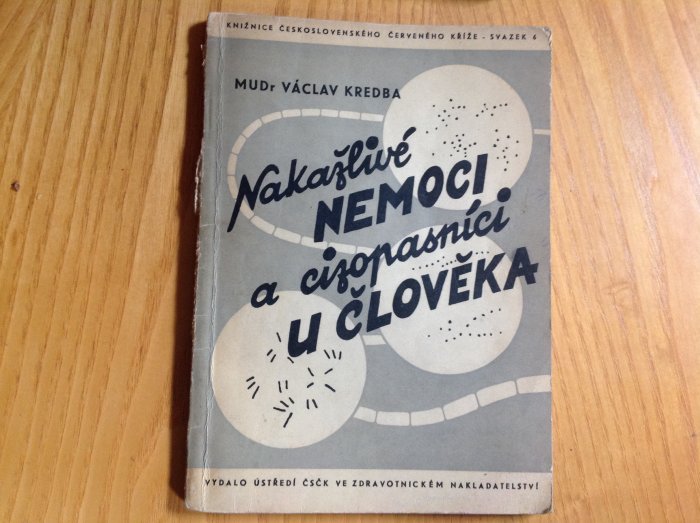 KNIŽNICE ČESKOSLOVENSKÉHO ČERVENÉHO KŘÍŽE - SVAZEK 6
MUDr VÁCLAV KREDBA
Nakažlivé
NEMOCI
a cizopasníci
U ČLOVĚKA
VYDALO ÚSTŘEDÍ ČSČK VE ZDRAVOTNICKÉM NAKLADATELSTVÍ